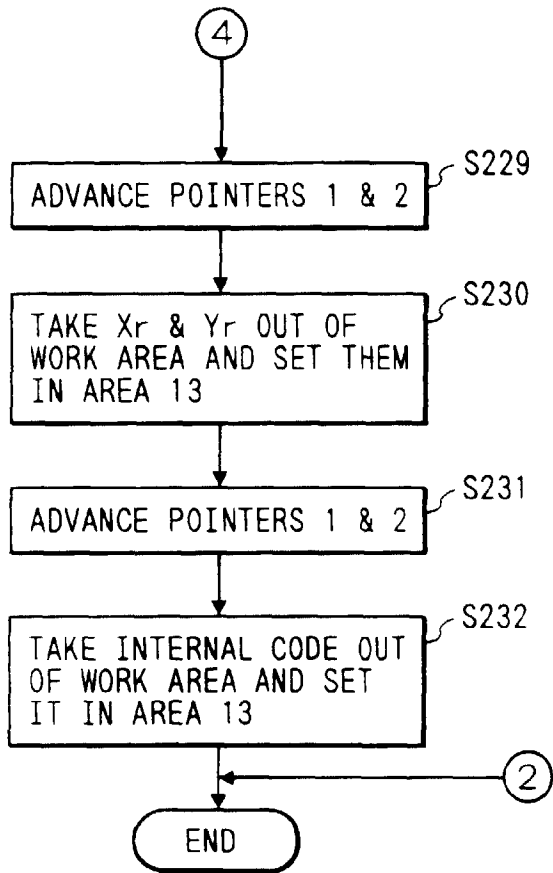 4
S229
ADVANCE POINTERS 1 & 2
S230
TAKE Xr & Yr OUT OF
WORK AREA AND SET THEM
IN AREA 13
S231
ADVANCE POINTERS 1 & 2
S232
TAKE INTERNAL CODE OUT
OF WORK AREA AND SET
IT IN AREA 13
2
END